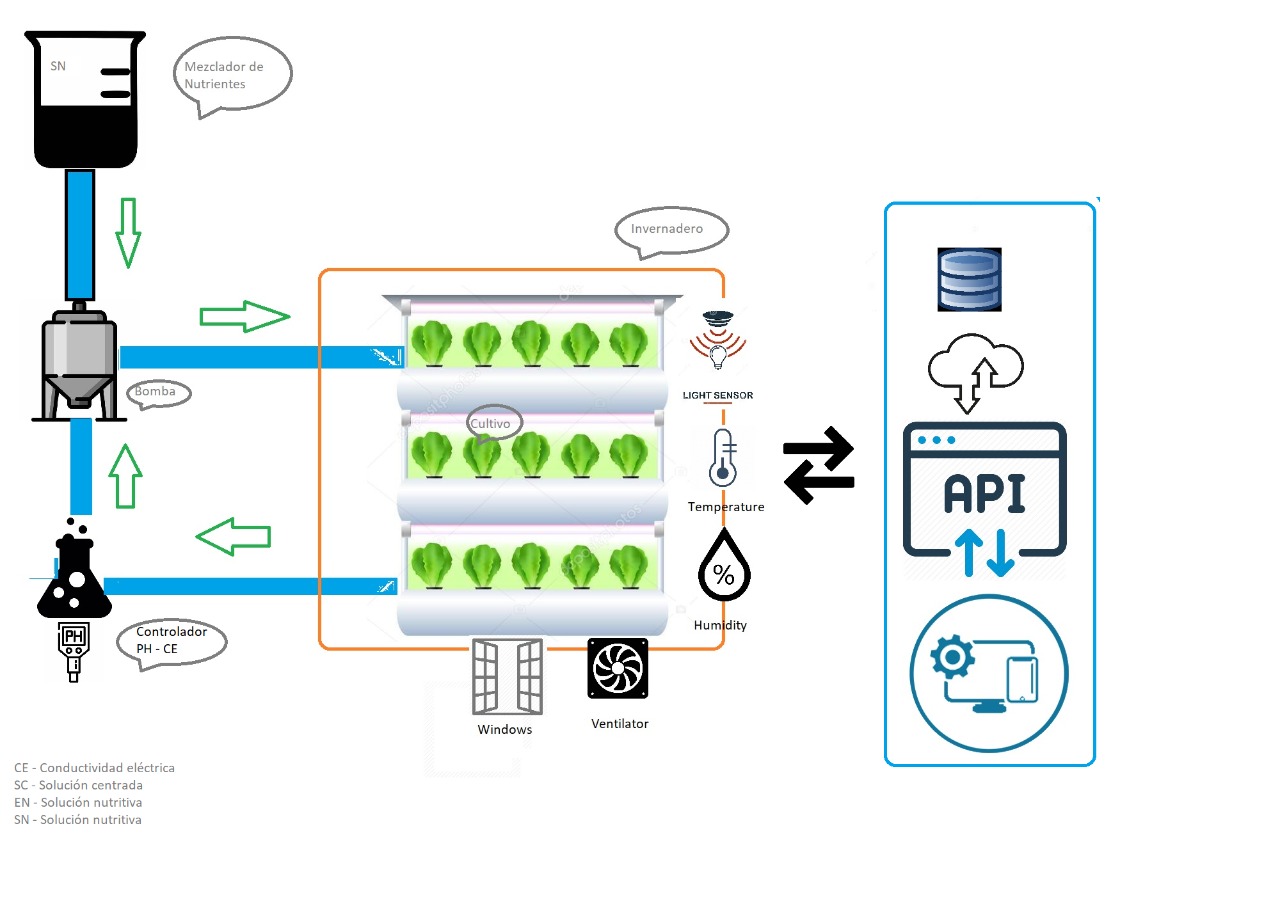 SN
Mezclador de
Nutrientes
Invernadero
Bomba
LIGHT SENSOR
Cultivo
Temperature
API
%
Humidity
PH
Controlador
PH - CE
Windows
Ventilator
CE - Conductividad eléctrica
SC - Solución centrada
EN - Solución nutritiva
SN - Solución nutritiva